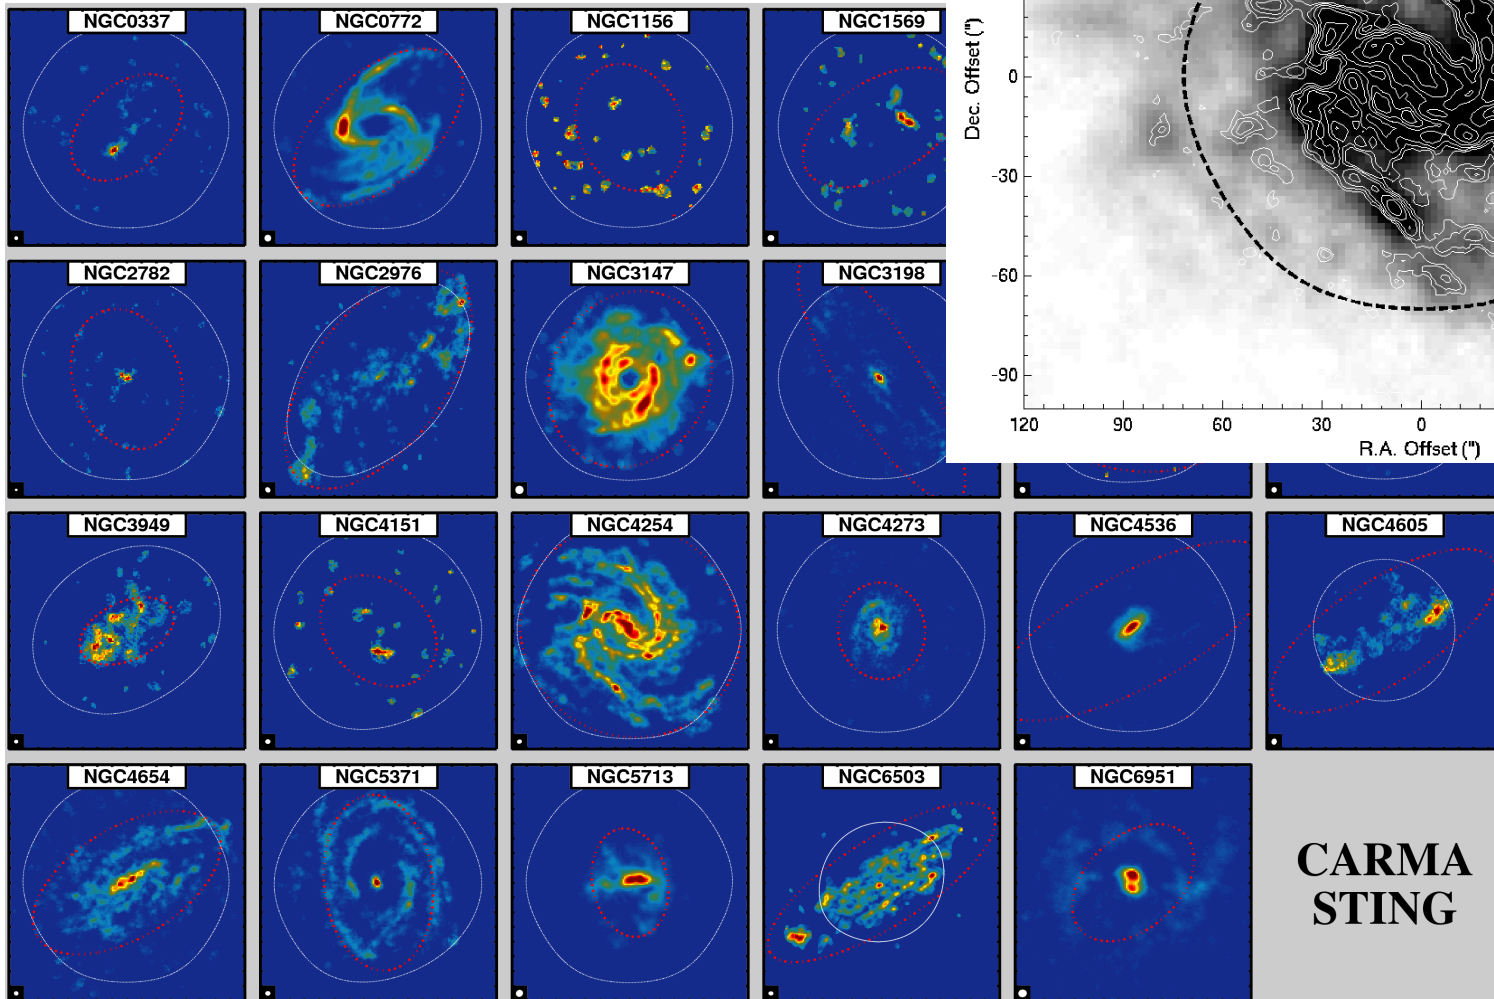 NGC0337
NGC0772
NGC1156
NGC1569
Dec. Offset (")
0
-30
-60
-90
120
90
60
30
0
R.A. Offset (")
NGC2782
NGC2976
NGC3147
NGC3198
NGC3949
NGC4151
NGC4254
NGC4273
NGC4536
NGC4605
NGC4654
NGC5371
NGC5713
NGC6503
NGC6951
CARMA
STING